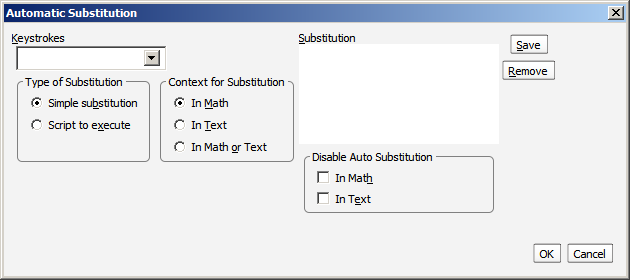 Automatic Substitution
Keystrokes
Substitution
Save
Remove
Type of Substitution
Simple substitution
Script to execute
Context for Substitution
In Math
In Text
In Math or Text
Disable Auto Substitution
In Math
In Text
OK
Cancel